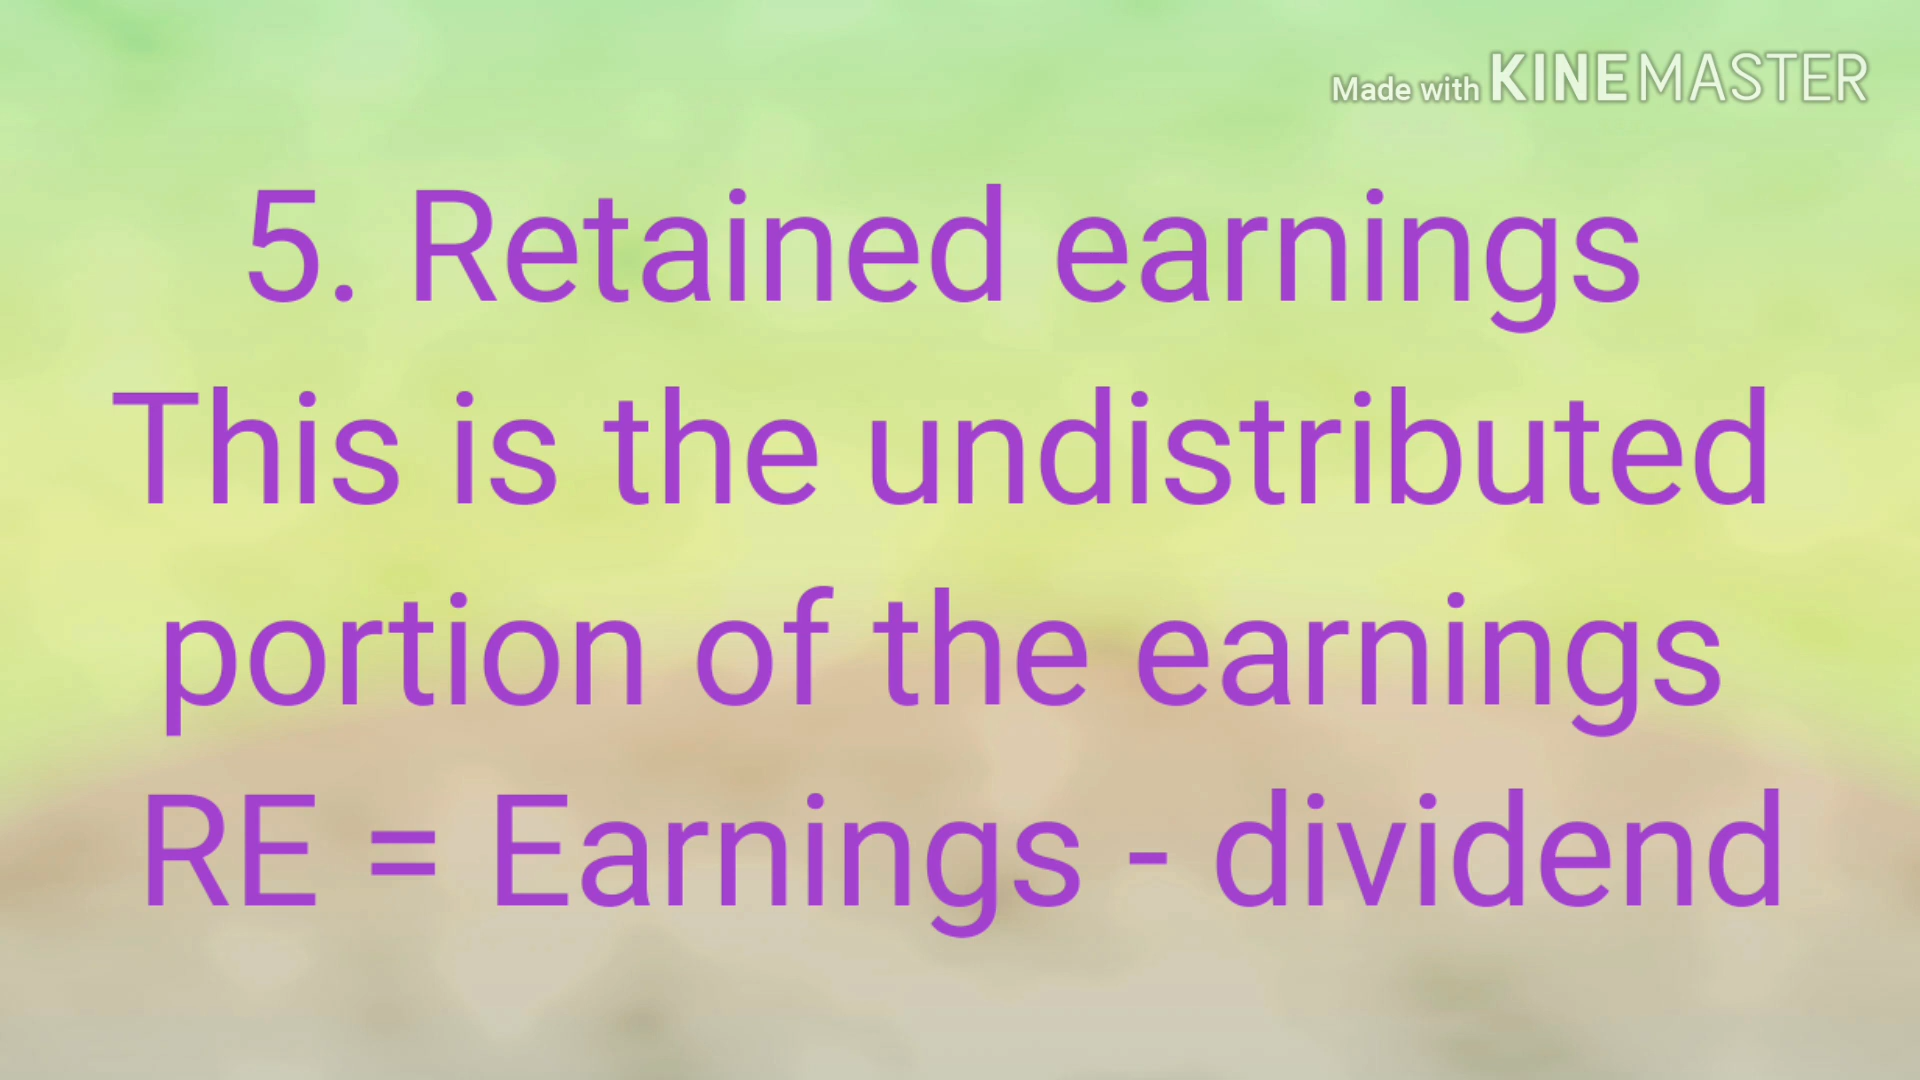 Made with KINEMASTER
5. Retained earnings
This is the undistributed
portion of the earnings
RE = Earnings - dividend